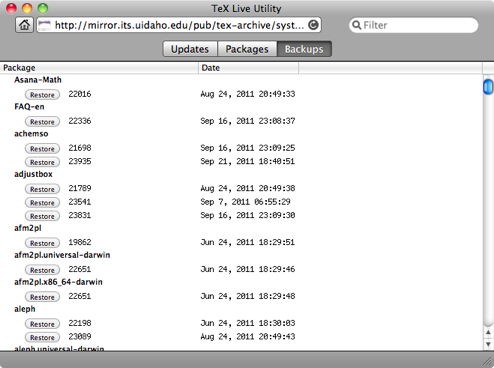 TeX Live Utility
http://mirror.its.uidaho.edu/pub/tex-archive/syst...
Filter
Updates Packages Backups
Package Date
Asana-Math
Restore 22016 Aug 24, 2011 20:49:33
FAQ-en
Restore 22336 Sep 16, 2011 23:08:37
achemso
Restore 21698 Sep 16, 2011 23:09:25
Restore 23935 Sep 21, 2011 18:40:51
adjustbox
Restore 21789 Aug 24, 2011 20:49:38
Restore 23541 Sep 7, 2011 06:55:29
Restore 23831 Sep 16, 2011 23:09:30
afm2pl
Restore 19862 Jun 24, 2011 18:29:51
afm2pl.universal-darwin
Restore 22651 Jun 24, 2011 18:29:46
afm2pl.x86_64-darwin
Restore 22651 Jun 24, 2011 18:29:48
aleph
Restore 22198 Jun 24, 2011 18:30:03
Restore 23089 Aug 24, 2011 20:49:43
aleph.universal-darwin